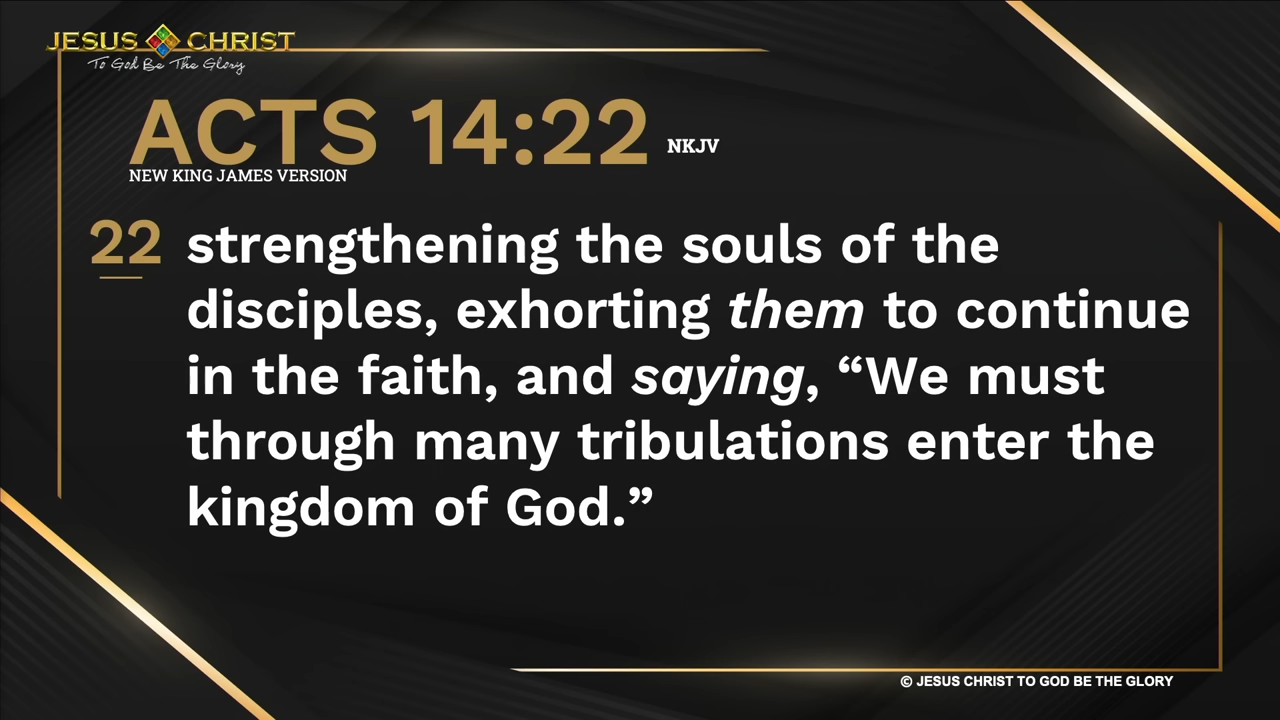 JESUS CHRIST
To God Be The Glory
ACTS 14:22 NKJV
NEW KING JAMES VERSION
22 strengthening the souls of the
disciples, exhorting them to continue
in the faith, and saying, “We must
through many tribulations enter the
kingdom of God.”
© JESUS CHRIST TO GOD BE THE GLORY